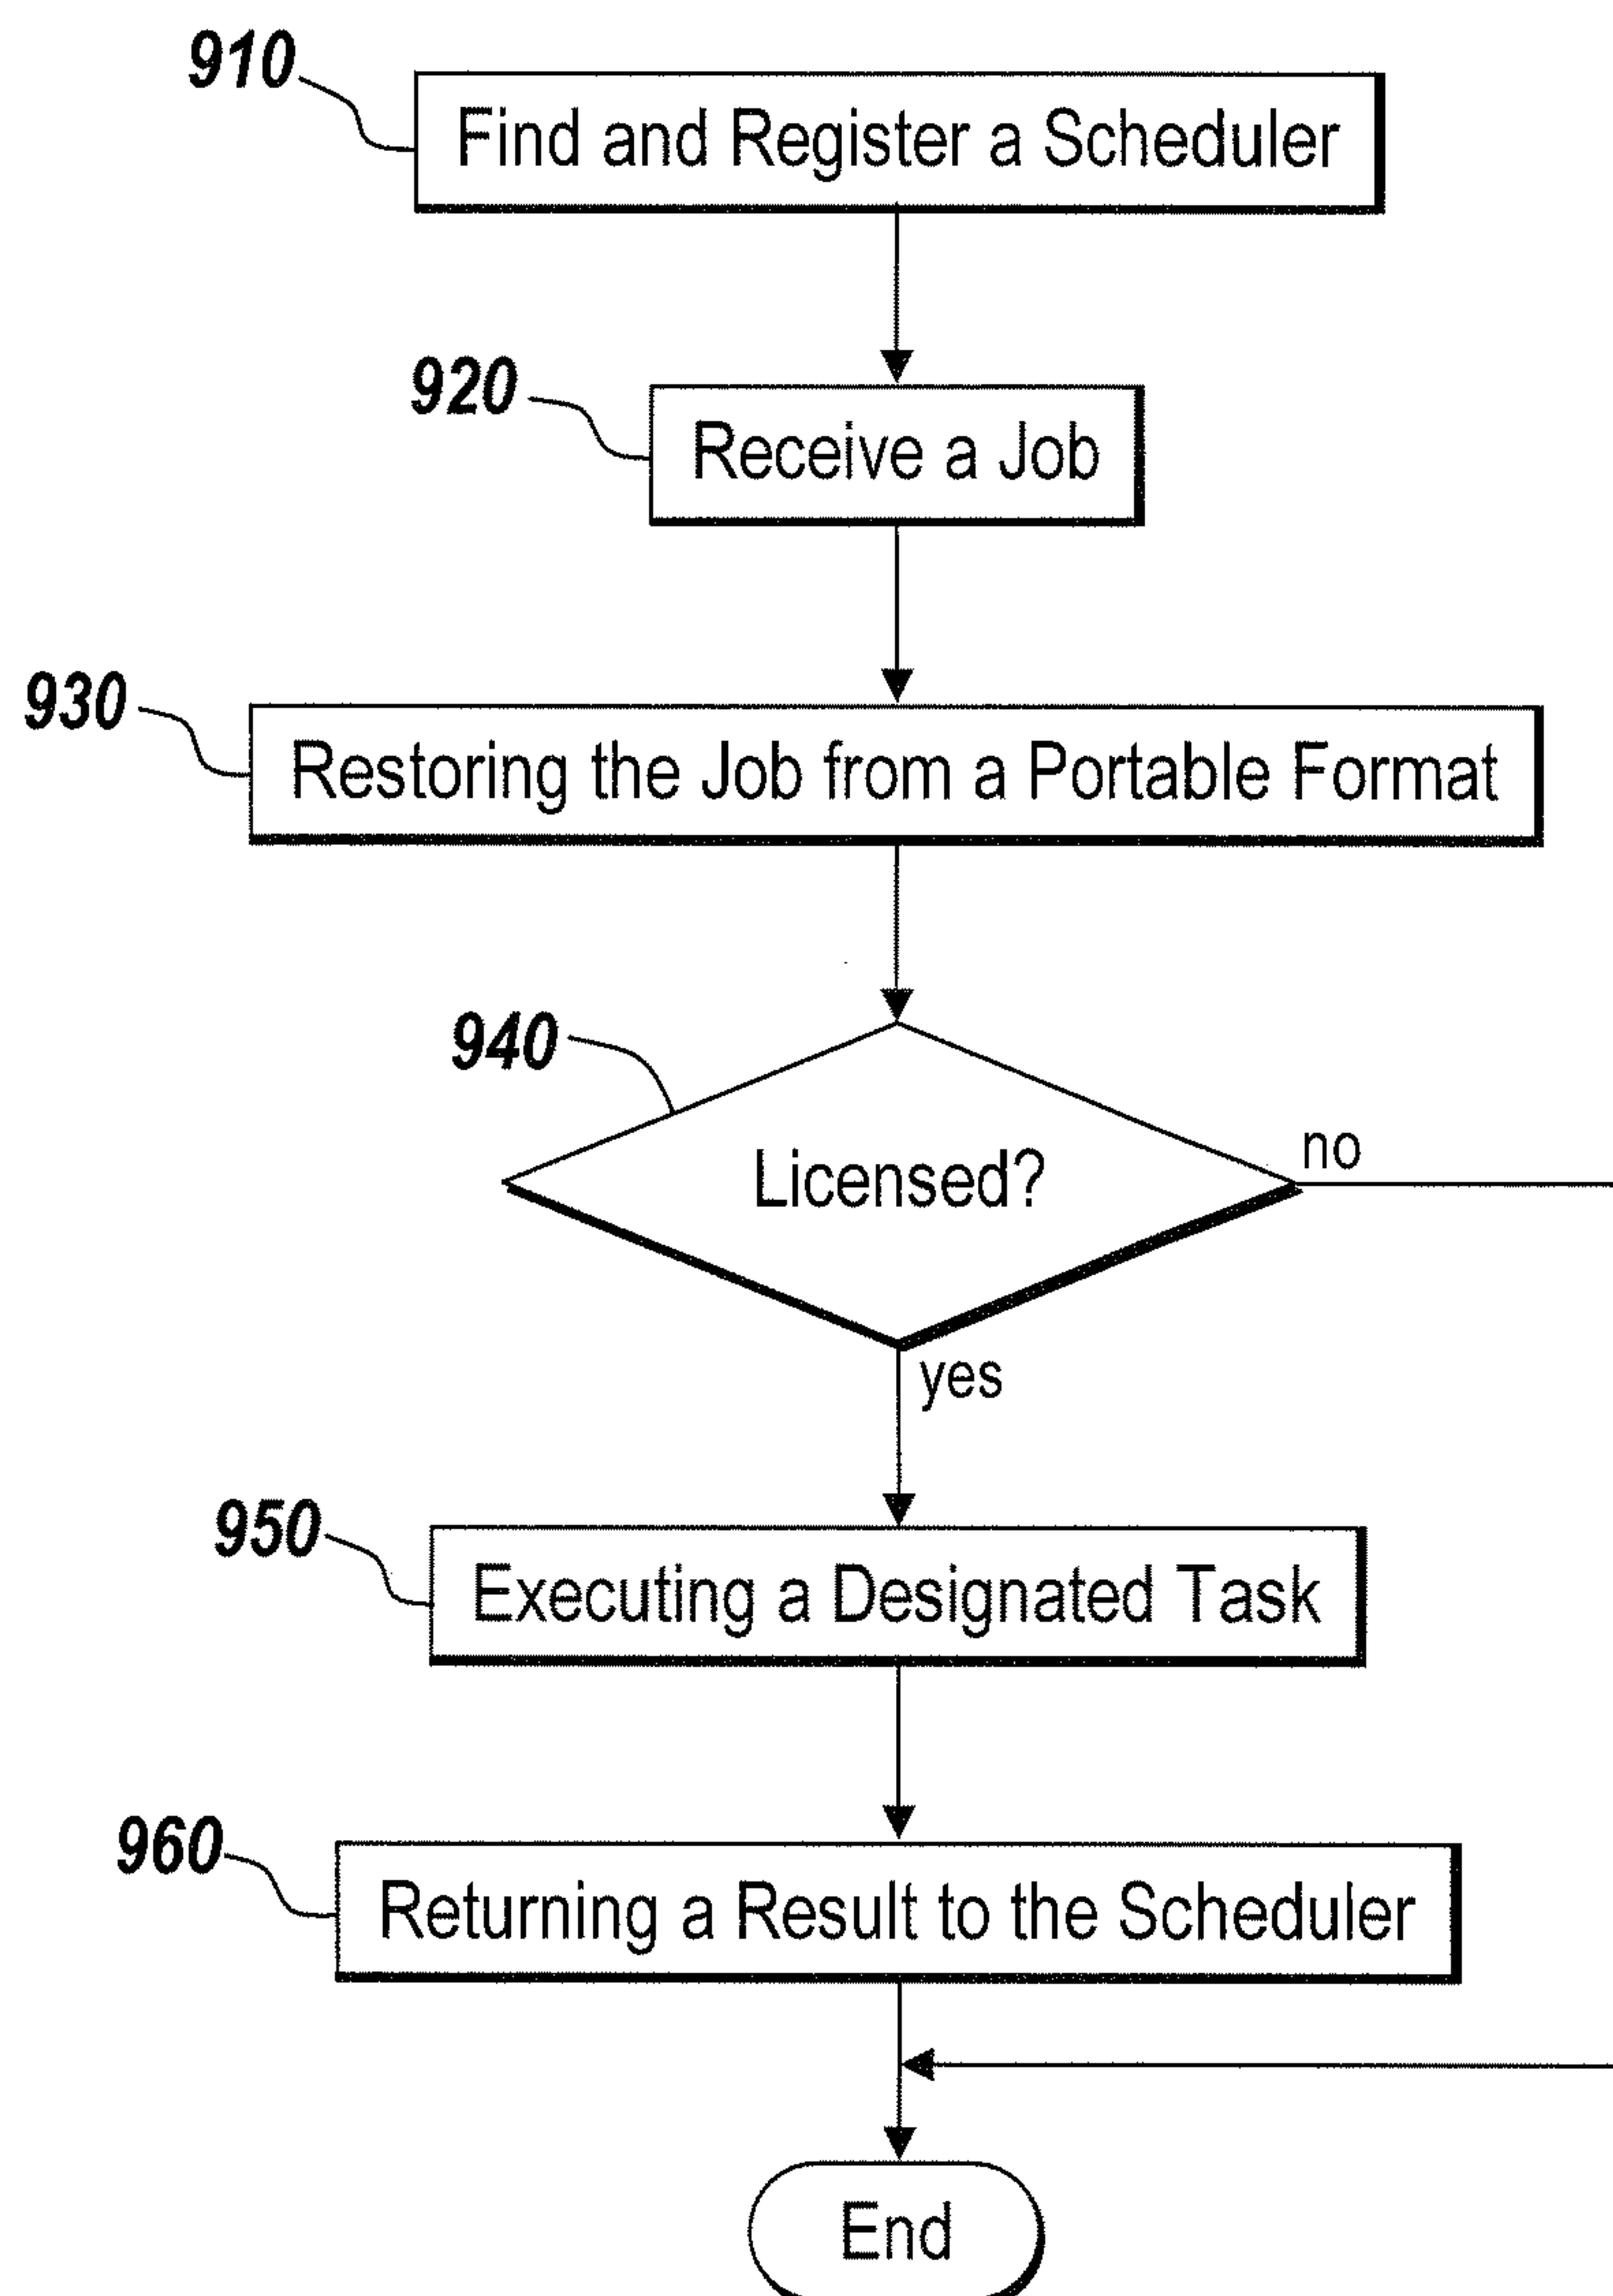 910
Find and Register a Scheduler
920
Receive a Job
930
Restoring the Job from a Portable Format
940
Licensed?
no
yes
950
Executing a Designated Task
960
Returning a Result to the Scheduler
End